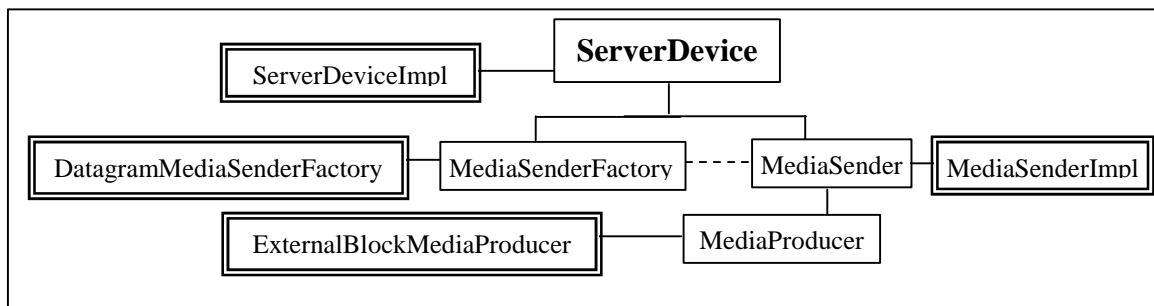 ServerDevice
ServerDeviceImpl
DatagramMediaSenderFactory
MediaSenderFactory
MediaSender
MediaSenderImpl
ExternalBlockMediaProducer
MediaProducer